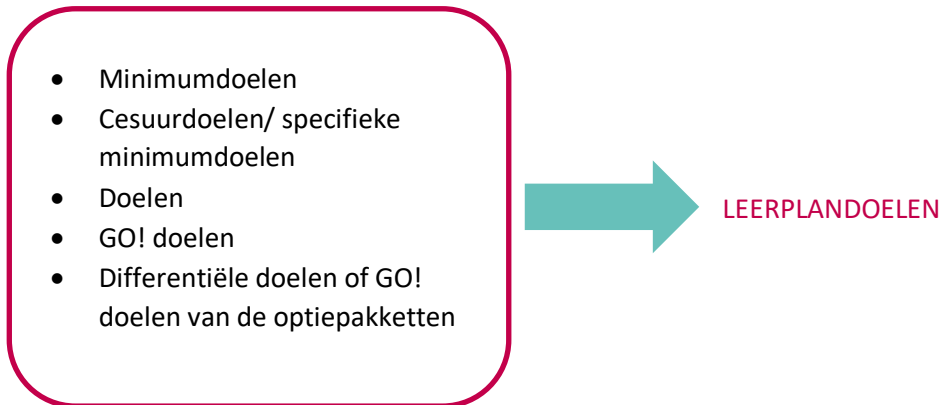 • Minimumdoelen
• Cesuurdoelen/ specifieke
minimumdoelen
• Doelen
• GO! doelen
• Differentiële doelen of GO!
doelen van de optiepakketten
LEERPLANDOELEN